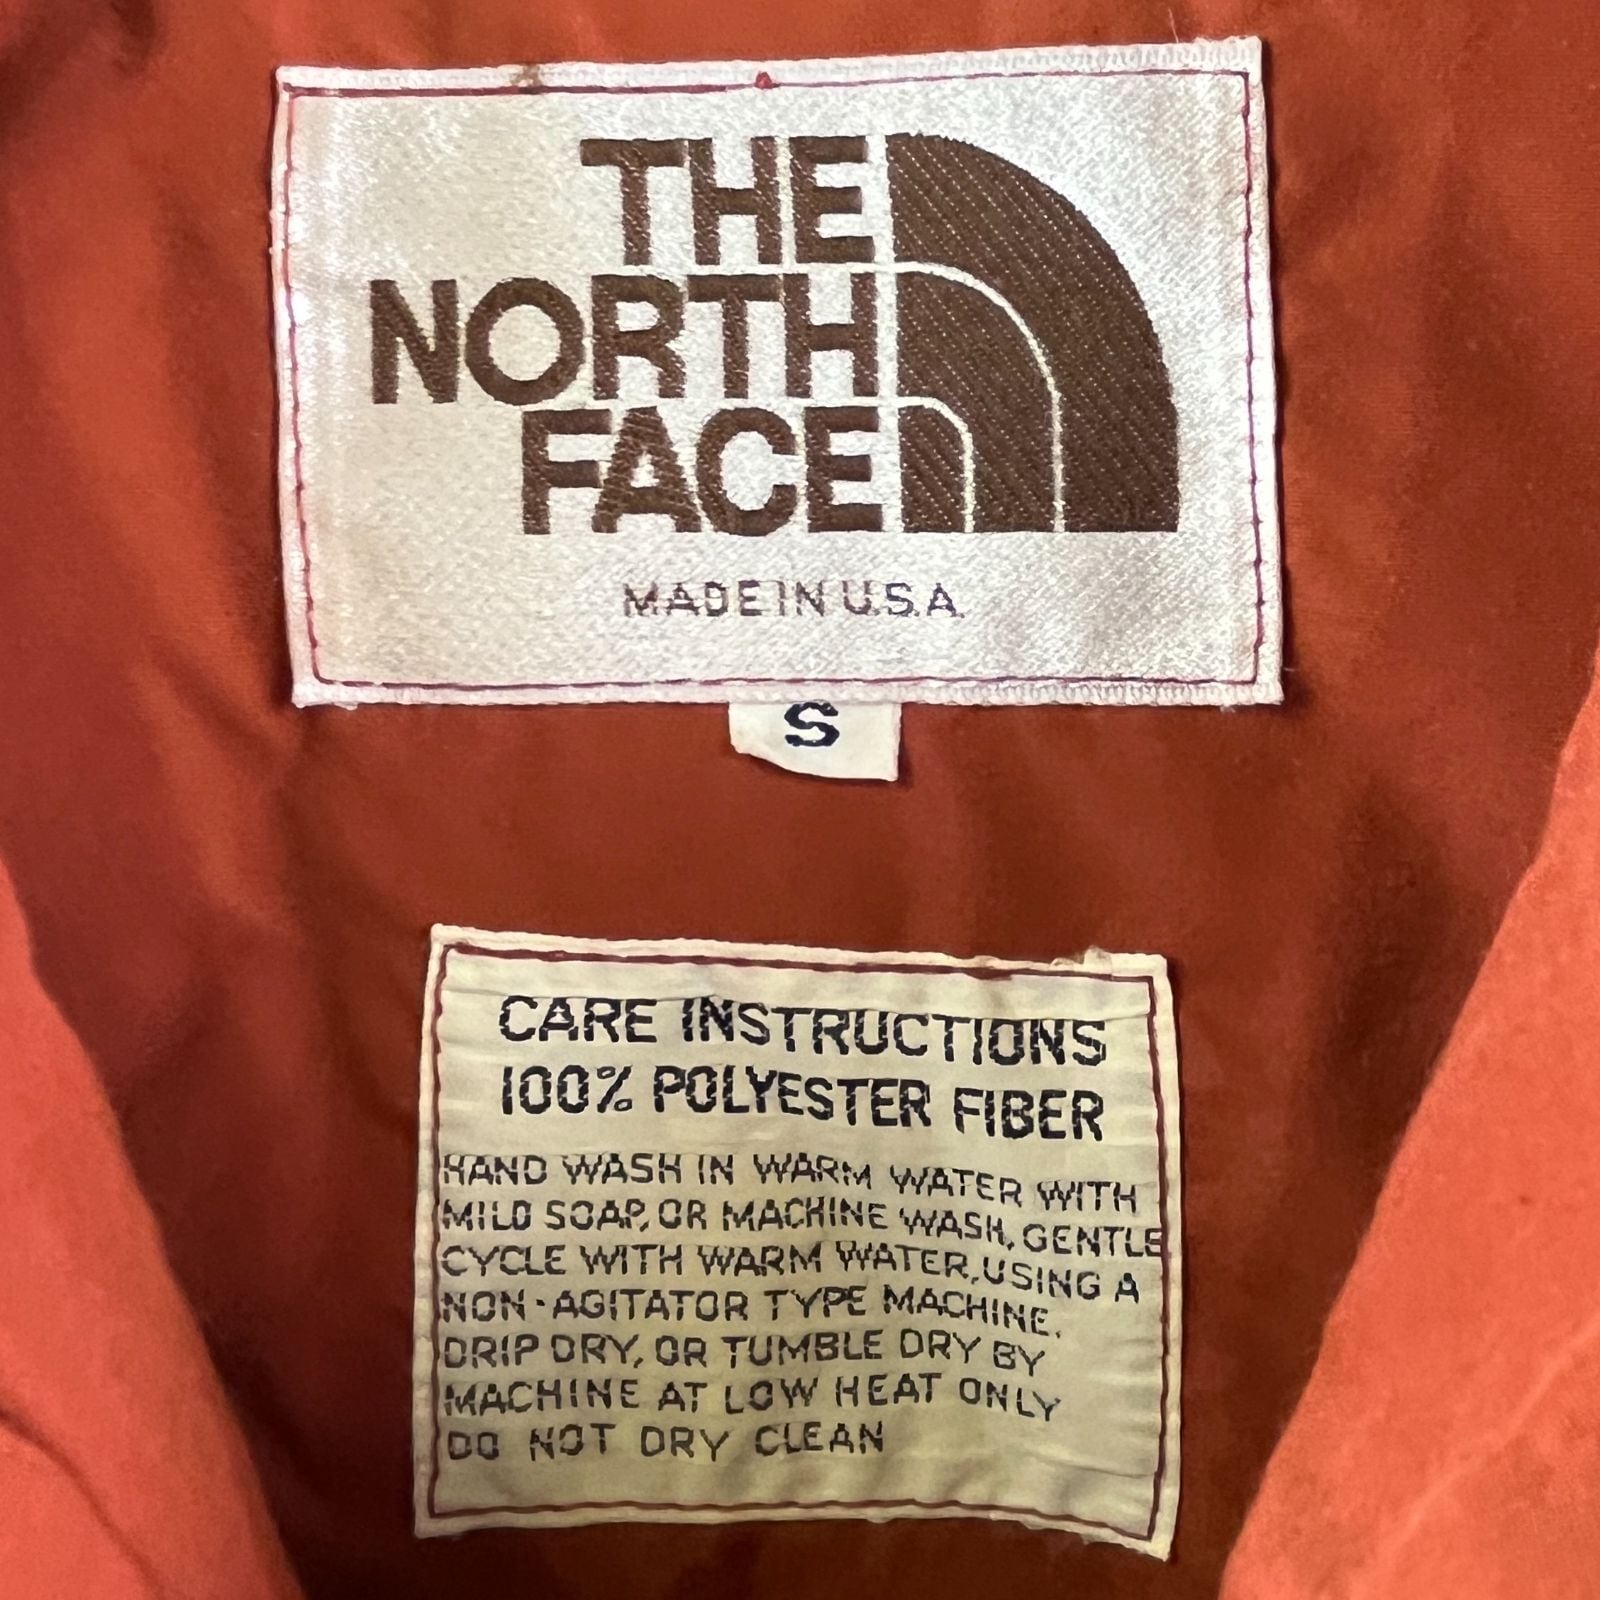 THE
NORTH
FACE
MADE IN U.S.A.
S
CARE INSTRUCTIONS
100% POLYESTER FIBER
HAND WASH IN WARM WATER WITH
MILD SOAP, OR MACHINE WASH, GENTLE
CYCLE WITH WARM WATER, USING A
NON-AGITATOR TYPE MACHINE.
DRIP DRY, OR TUMBLE DRY BY
MACHINE AT LOW HEAT ONLY
DO NOT DRY CLEAN